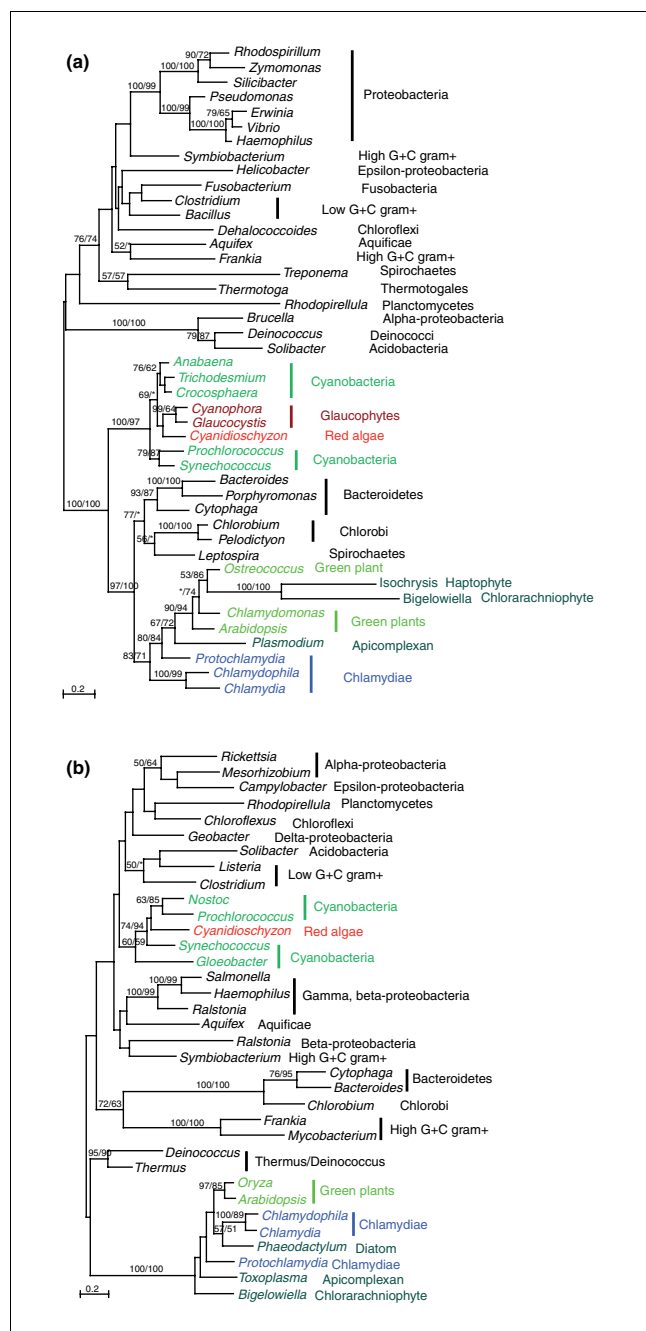 (a)
90/72 Rhodospirillum
Zymomonas
100/100
Silicibacter
100/99
Pseudomonas
100/99
Proteobacteria
79/65 Erwinia
100/100 Vibrio
Haemophilus
Symbiobacterium High G+C gram+
Helicobacter Epsilon-proteobacteria
Fusobacterium Fusobacteria
Clostridium
Low G+C gram+
Bacillus
Dehalococcoides Chloroflexi
76/74
52/* Aquifex Aquificae
Frankia High G+C gram+
57/57 Treponema Spirochaetes
Thermotoga Thermotogales
Rhodopirellula Planctomycetes
Brucella Alpha-proteobacteria
100/100
79/87 Deinococcus Deinococci
Solibacter Acidobacteria
76/62 Anabaena
Trichodesmium Cyanobacteria
69/* Crocosphaera
99/64 Cyanophora
Glaucophytes
Glaucocystis
100/97
Cyanidioschyzon Red algae
79/87 Prochlorococcus
Cyanobacteria
Synechococcus
100/100
100/100 Bacteroides
93/87 Porphyromonas Bacteroidetes
Cytophaga
77/*
100/100 Chlorobium
Chlorobi
56/* Pelodictyon
Leptospira Spirochaetes
53/86 Ostreococcus Green plant
97/100
*/74 100/100 Isochrysis Haptophyte
Bigelowiella Chlorarachniophyte
90/94 Chlamydomonas
Green plants
67/72 Arabidopsis
80/84 Plasmodium Apicomplexan
83/71 Protochlamydia
100/99 Chlamydophila Chlamydiae
Chlamydia
0.2
(b)
50/64 Rickettsia
Alpha-proteobacteria
Mesorhizobium
Campylobacter Epsilon-proteobacteria
Rhodopirellula Planctomycetes
Chloroflexus Chloroflexi
Geobacter Delta-proteobacteria
Solibacter Acidobacteria
50/* Listeria
Low G+C gram+
Clostridium
63/85 Nostoc
Cyanobacteria
Prochlorococcus
74/94 Cyanidioschyzon Red algae
60/59 Synechococcus
Cyanobacteria
Gloeobacter
100/99 Salmonella
100/99 Haemophilus Gamma, beta-proteobacteria
Ralstonia
Aquifex Aquificae
Ralstonia Beta-proteobacteria
Symbiobacterium High G+C gram+
76/95 Cytophaga
Bacteroidetes
100/100 Bacteroides
Chlorobium Chlorobi
72/63
100/100 Frankia
High G+C gram+
Mycobacterium
95/90 Deinococcus
Thermus/Deinococcus
Thermus
97/85 Oryza
Green plants
Arabidopsis
100/89 Chlamydophila
Chlamydiae
57/51 Chlamydia
Phaeodactylum Diatom
100/100 Protochlamydia Chlamydiae
Toxoplasma Apicomplexan
0.2
Bigelowiella Chlorarachniophyte